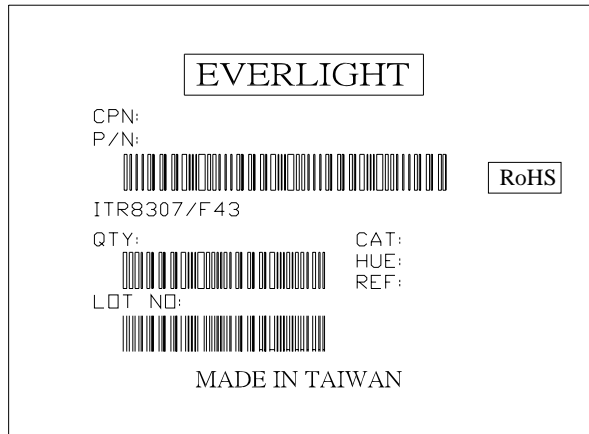 EVERLIGHT
CPN:
P/N:
RoHS
ITR8307/F43
QTY:
CAT:
HUE:
REF:
LOT NO:
MADE IN TAIWAN